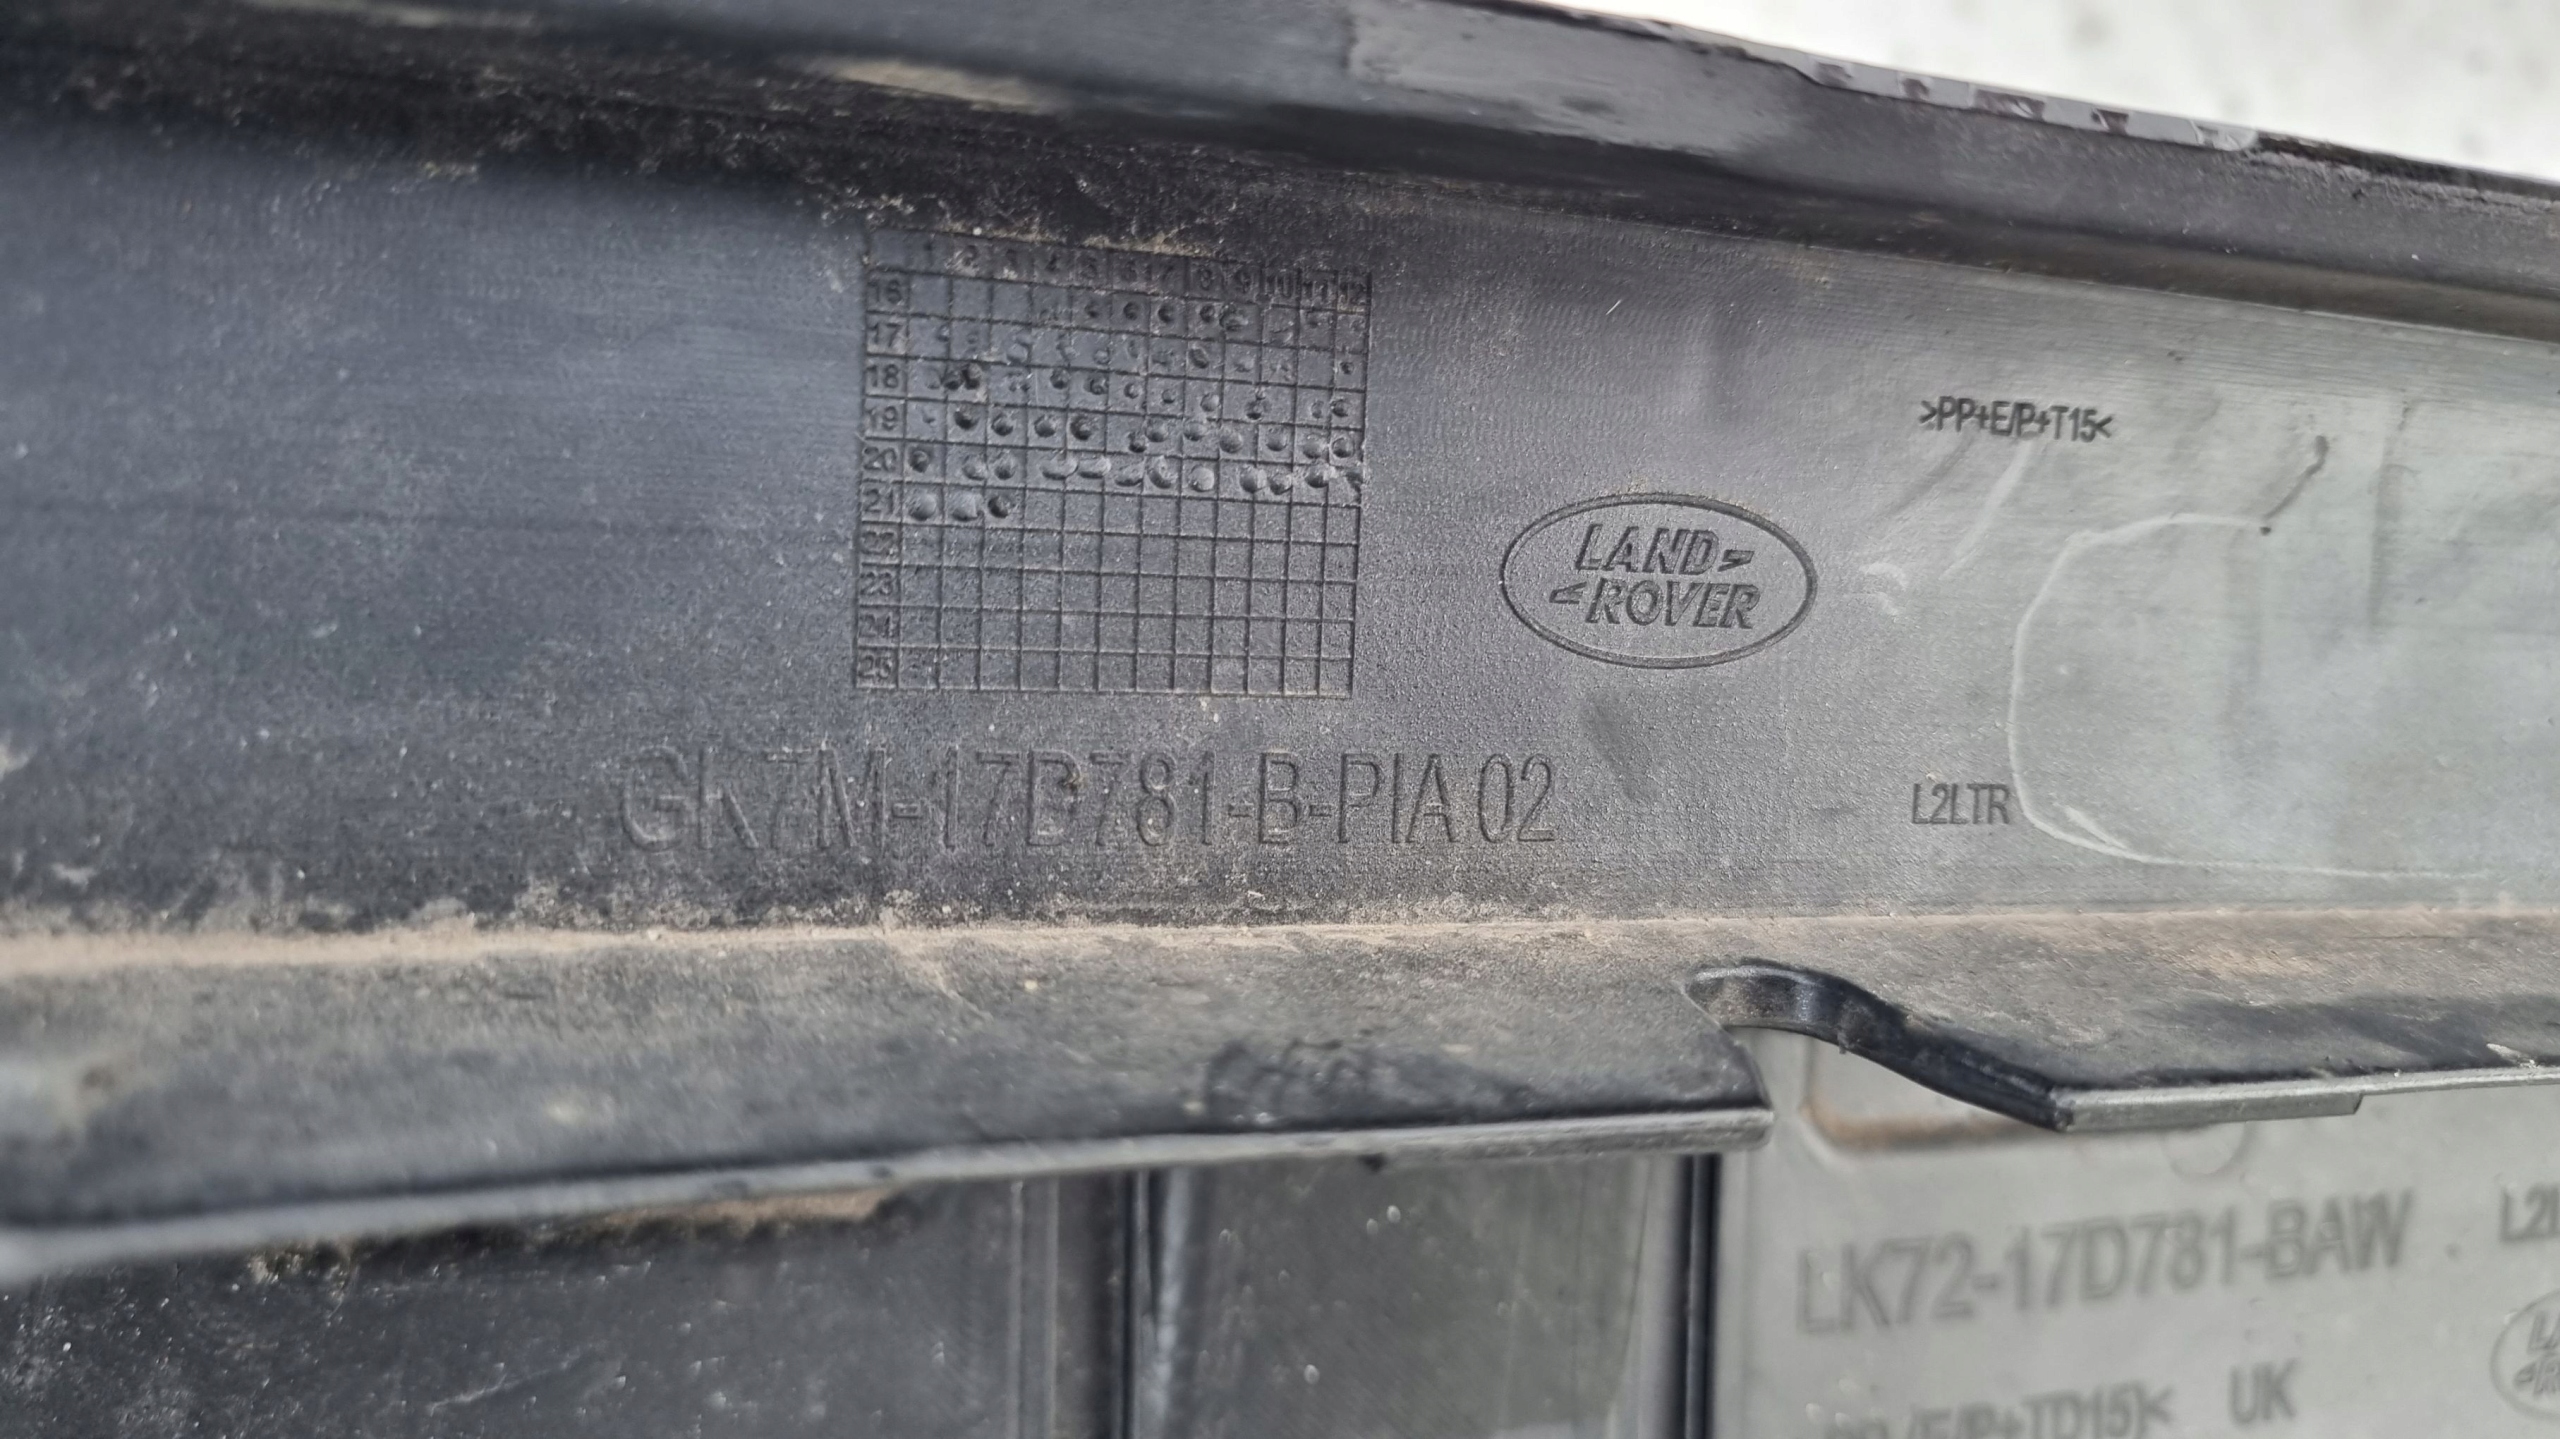 1 2 3 4 5 6 7 8 9 10 11 12
16
17
18
19
20
21
22
23
24
25
>PP+E/P+T15<
LAND
ROVER
GK7M-17D781-B-PIA 02
L2LTR
LK72-17D781-BAW
UK